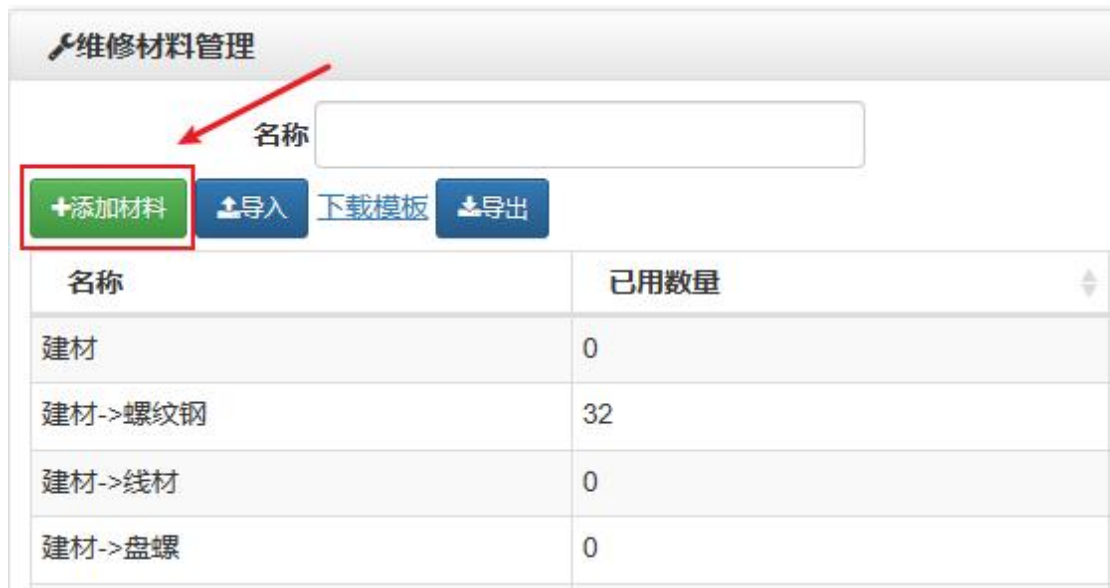 维修材料管理
名称
+添加材料 导入 下载模板 导出
名称 已用数量
建材 0
建材->螺纹钢 32
建材->线材 0
建材->盘螺 0